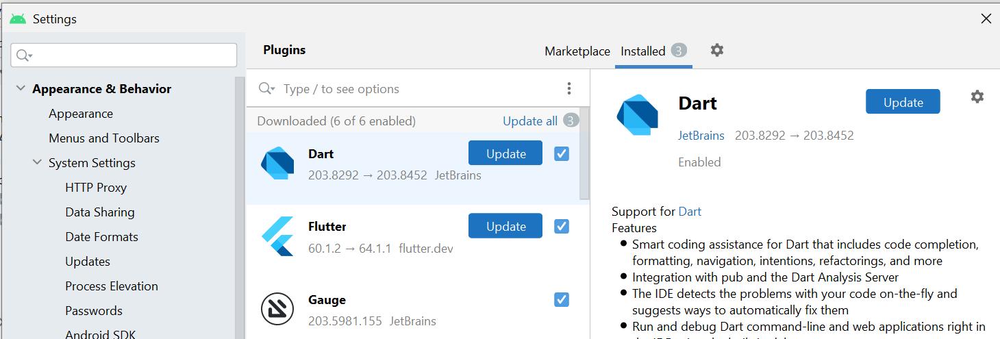 Settings
Plugins
Marketplace
Installed 3
Appearance & Behavior
Appearance
Menus and Toolbars
System Settings
HTTP Proxy
Data Sharing
Date Formats
Updates
Process Elevation
Passwords
Android SDK
Type / to see options
Downloaded (6 of 6 enabled) Update all 3
Dart Update
203.8292 → 203.8452 JetBrains
Flutter Update
60.1.2 → 64.1.1 flutter.dev
Gauge
203.5981.155 JetBrains
Dart Update
JetBrains 203.8292 → 203.8452
Enabled
Support for Dart
Features
● Smart coding assistance for Dart that includes code completion,
formatting, navigation, intentions, refactorings, and more
● Integration with pub and the Dart Analysis Server
● The IDE detects the problems with your code on-the-fly and
suggests ways to automatically fix them
● Run and debug Dart command-line and web applications right in